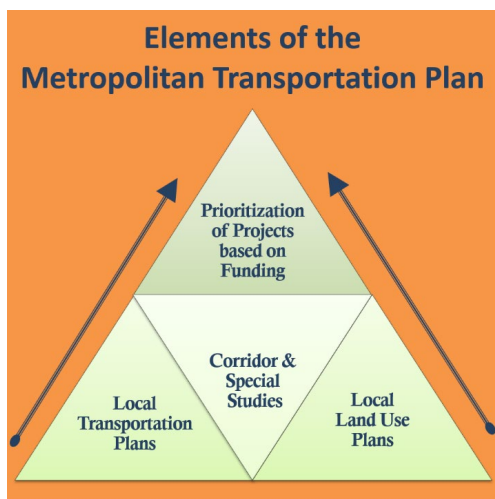 Elements of the
Metropolitan Transportation Plan
Prioritization
of Projects
based on
Funding
Corridor &
Special
Studies
Local
Transportation
Plans
Local
Land Use
Plans